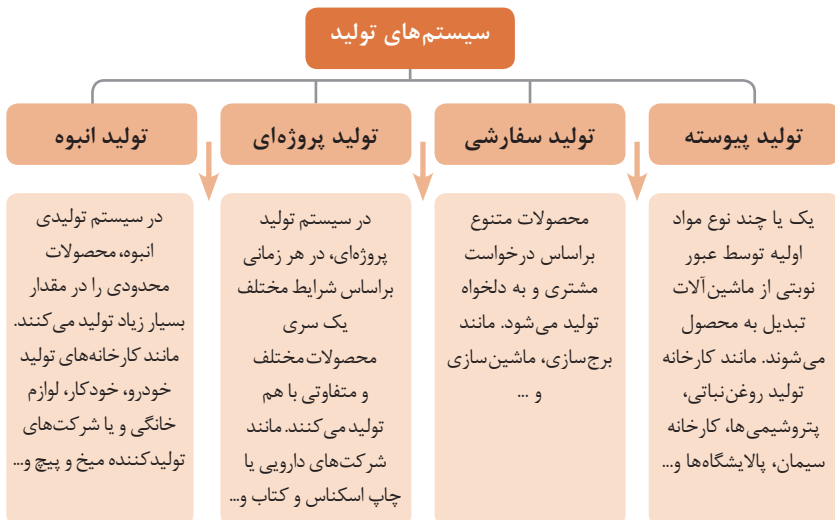 سیستم‌های تولید
تولید پیوسته
یک یا چند نوع مواد
اولیه توسط عبور
نوبتی از ماشین‌آلات
تبدیل به محصول
می‌شوند. مانند کارخانه
تولید روغن‌نباتی،
پتروشیمی‌ها، کارخانه
سیمان، پالایشگاه‌ها و...
تولید سفارشی
محصولات متنوع
براساس درخواست
مشتری و به دلخواه
تولید می‌شود. مانند
برج‌سازی، ماشین‌سازی
و ...
تولید پروژه‌ای
در سیستم تولید
پروژه‌ای، در هر زمانی
براساس شرایط مختلف
یک سری
محصولات مختلف
و متفاوتی با هم
تولید می‌کنند. مانند
شرکت‌های دارویی یا
چاپ اسکناس و کتاب و...
تولید انبوه
در سیستم تولیدی
انبوه، محصولات
محدودی را در مقدار
بسیار زیاد تولید می‌کنند.
مانند کارخانه‌های تولید
خودرو، خودکار، لوازم
خانگی و یا شرکت‌های
تولیدکننده میخ و پیچ و...